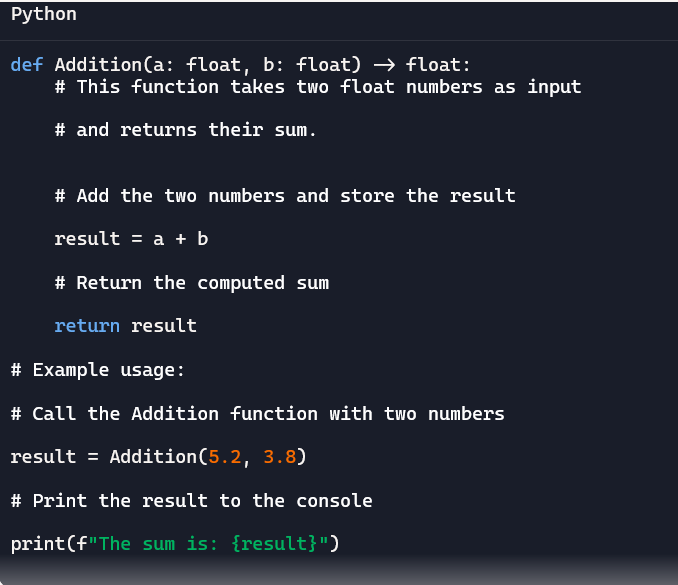 Python
def Addition(a: float, b: float) -> float:
    # This function takes two float numbers as input
    # and returns their sum.
    # Add the two numbers and store the result
    result = a + b
    # Return the computed sum
    return result
# Example usage:
# Call the Addition function with two numbers
result = Addition(5.2, 3.8)
# Print the result to the console
print(f"The sum is: {result}")